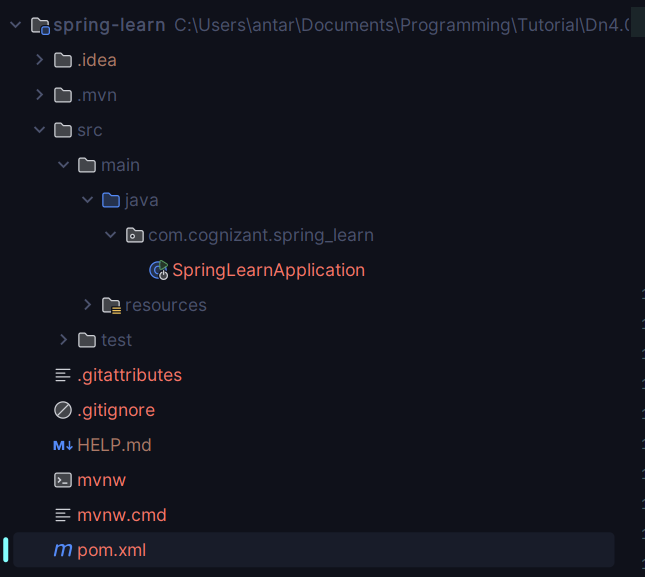 spring-learn C:\Users\antar\Documents\Programming\Tutorial\Dn4.
.idea
.mvn
src
main
java
com.cognizant.spring_learn
SpringLearnApplication
resources
test
.gitattributes
.gitignore
M↓ HELP.md
mvnw
mvnw.cmd
m pom.xml